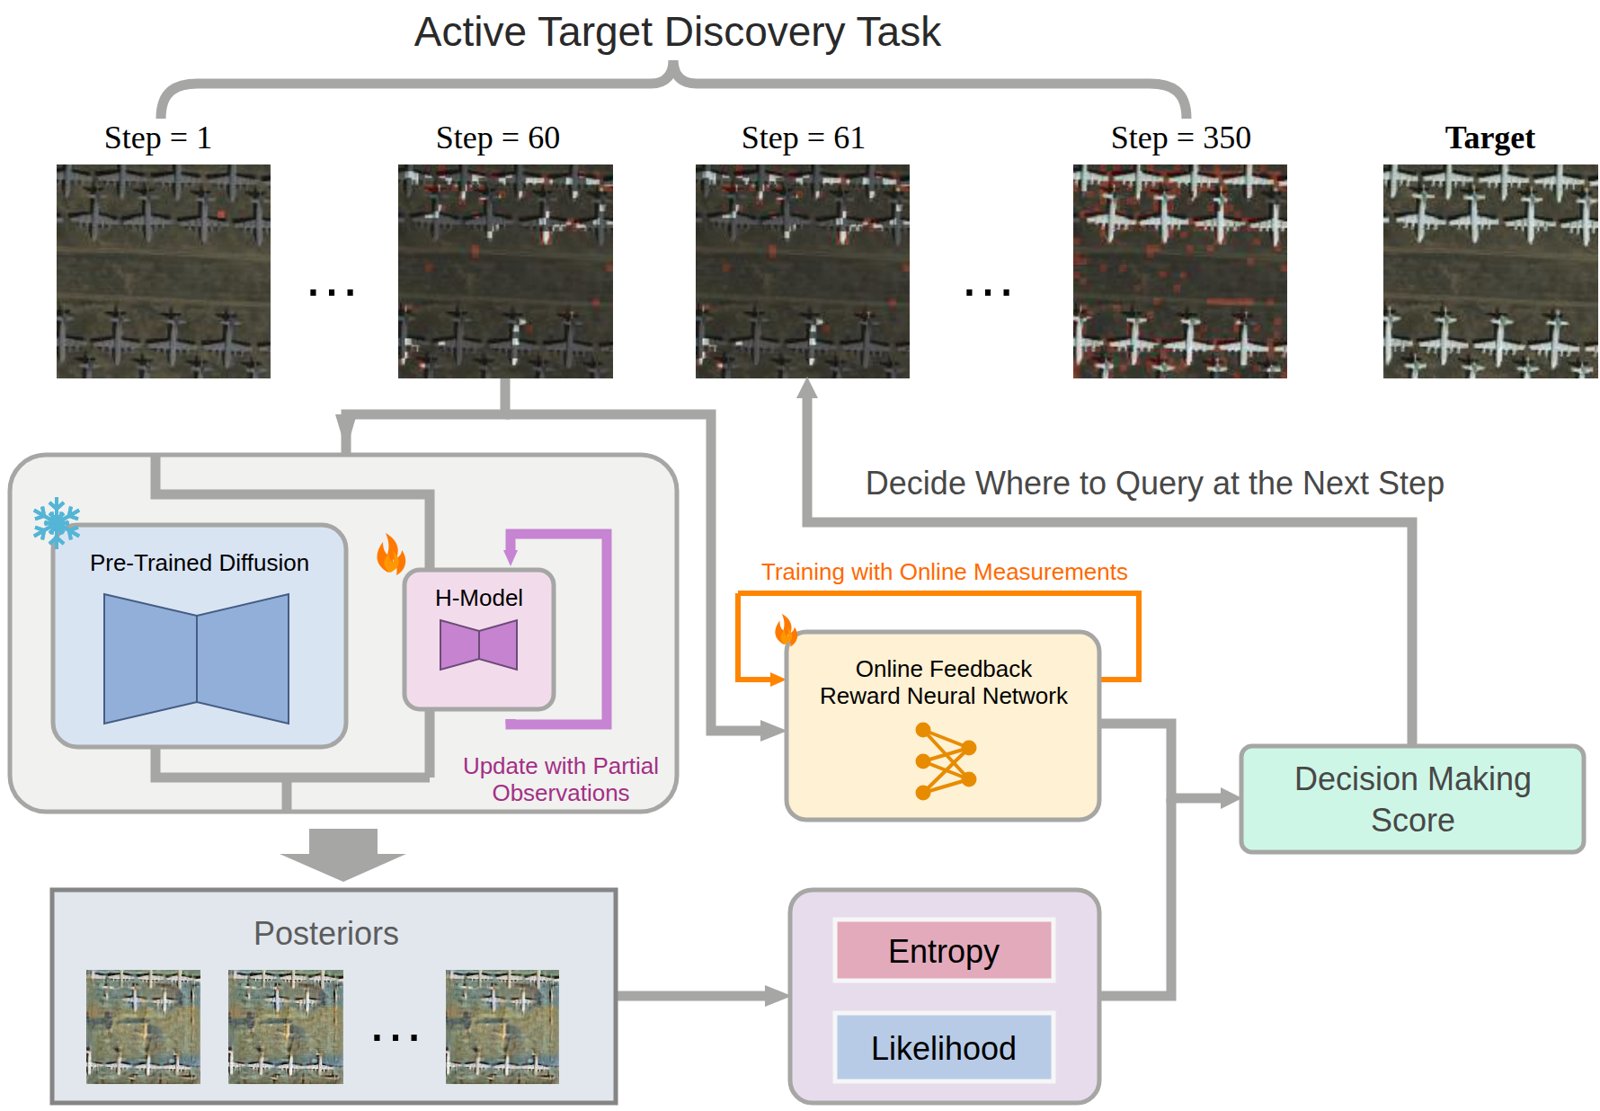 Active Target Discovery Task
Step = 1
Step = 60
Step = 61
Step = 350
Target
...
...
Decide Where to Query at the Next Step
Pre-Trained Diffusion
H-Model
Update with Partial
Observations
Training with Online Measurements
Online Feedback
Reward Neural Network
Decision Making
Score
Posteriors
...
Entropy
Likelihood